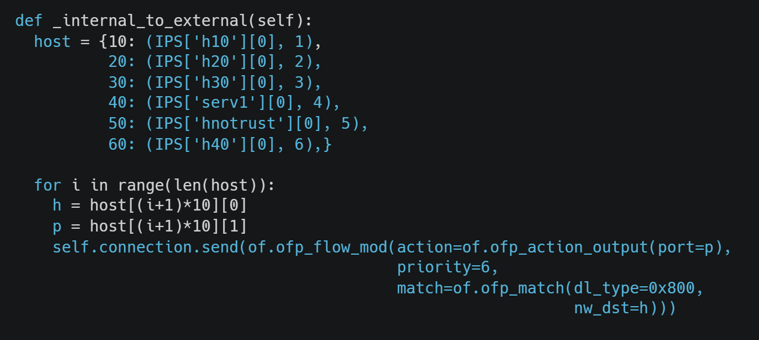 def _internal_to_external(self):
  host = {10: (IPS['h10'][0], 1),
          20: (IPS['h20'][0], 2),
          30: (IPS['h30'][0], 3),
          40: (IPS['serv1'][0], 4),
          50: (IPS['hnotrust'][0], 5),
          60: (IPS['h40'][0], 6),}
  for i in range(len(host)):
    h = host[(i+1)*10][0]
    p = host[(i+1)*10][1]
    self.connection.send(of.ofp_flow_mod(action=of.ofp_action_output(port=p),
                                         priority=6,
                                         match=of.ofp_match(dl_type=0x800,
                                                            nw_dst=h)))